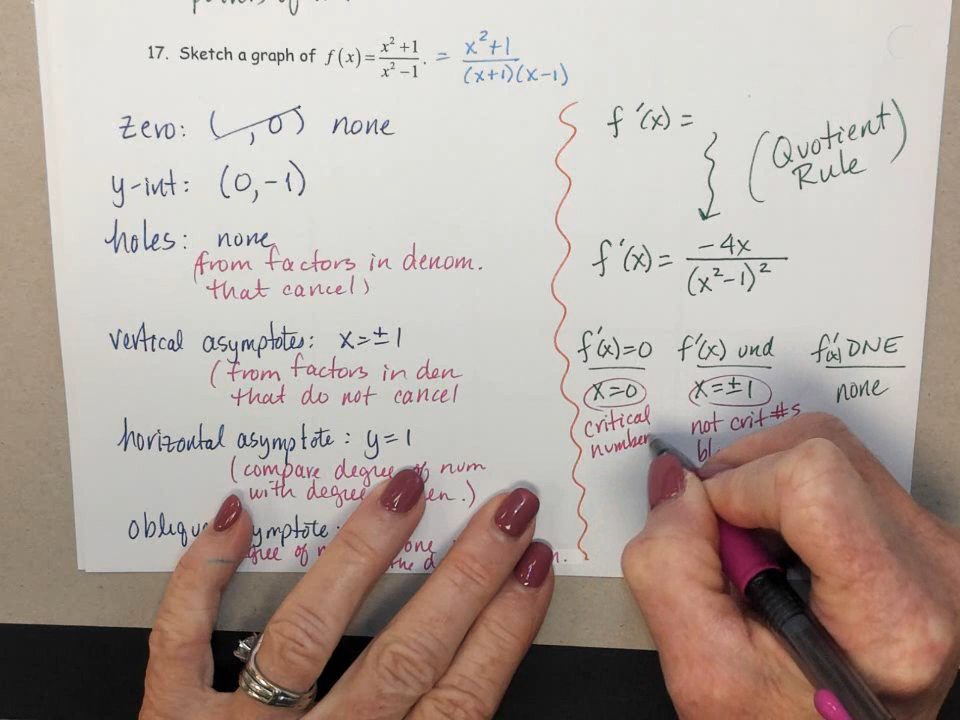 17. Sketch a graph of f(x) = x² + 1 / x² − 1 . = x²+1 / (x+1)(x−1)
zero: ( , 0) none
y-int: (0, −1)
holes: none
(from factors in denom.
that cancel)
vertical asymptotes: x = ± 1
(from factors in den
that do not cancel
horizontal asymptote: y = 1
(compare degree of num
with degree en.)
f'(x) =
(Quotient
Rule)
f'(x) = −4x / (x²−1)²
f'(x)=0 f'(x) und f'(x) DNE
x=0 x=±1 none
critical not crit #s
number